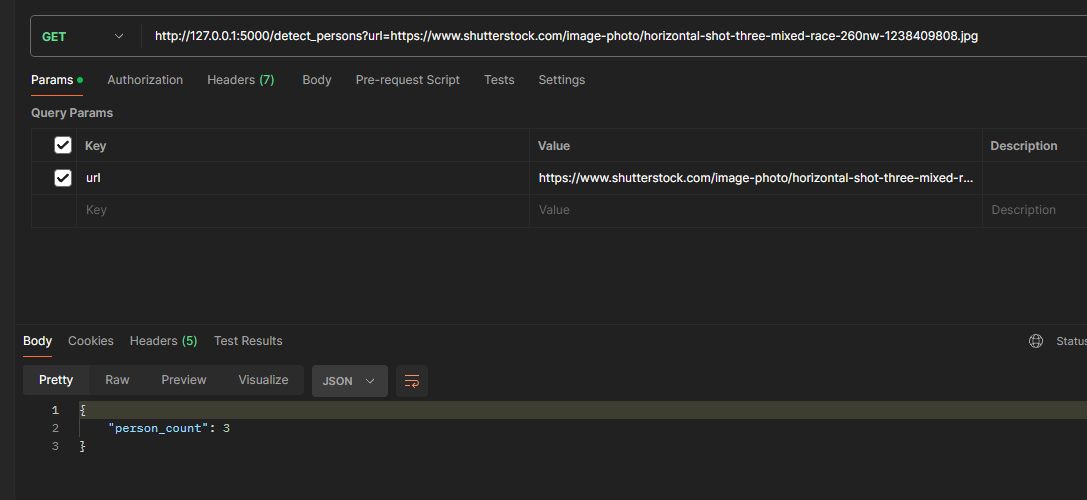 GET http://127.0.0.1:5000/detect_persons?url=https://www.shutterstock.com/image-photo/horizontal-shot-three-mixed-race-260nw-1238409808.jpg
Params Authorization Headers (7) Body Pre-request Script Tests Settings
Query Params
Key Value Description
url https://www.shutterstock.com/image-photo/horizontal-shot-three-mixed-r...
Key Value Description
Body Cookies Headers (5) Test Results Status
Pretty Raw Preview Visualize JSON
1 {
2 "person_count": 3
3 }